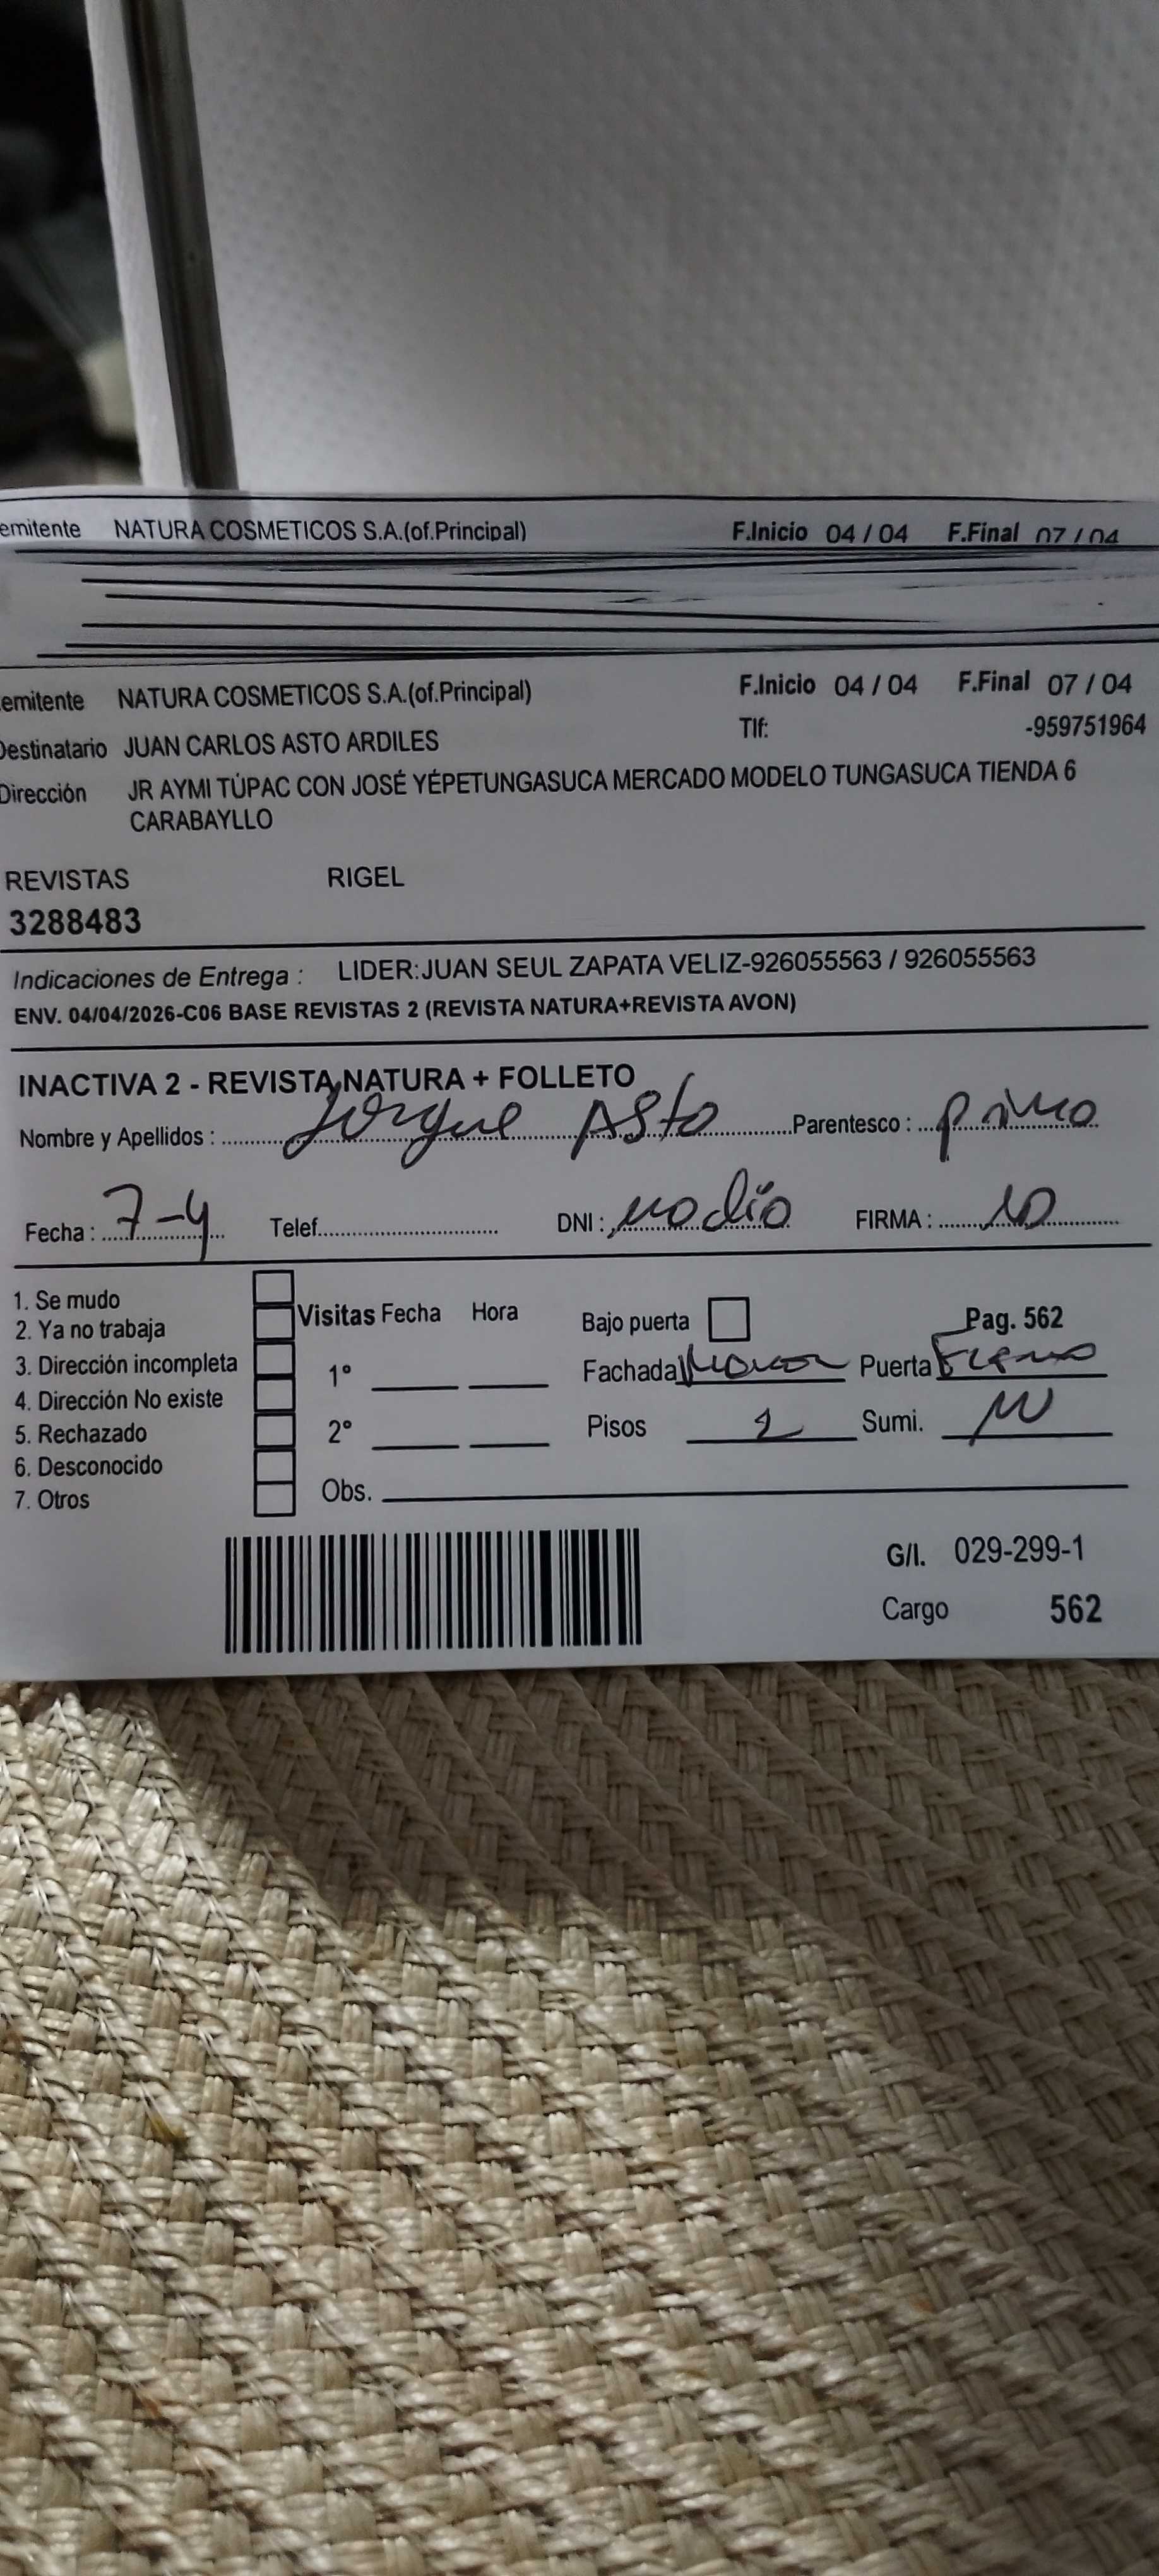 emitente NATURA COSMETICOS S.A.(of.Principal) F.Inicio 04 / 04 F.Final 07 / 04
emitente NATURA COSMETICOS S.A.(of.Principal) F.Inicio 04 / 04 F.Final 07 / 04
Destinatario JUAN CARLOS ASTO ARDILES Tlf: -959751964
Dirección JR AYMI TÚPAC CON JOSÉ YÉPETUNGASUCA MERCADO MODELO TUNGASUCA TIENDA 6
CARABAYLLO
REVISTAS RIGEL
3288483
Indicaciones de Entrega : LIDER:JUAN SEUL ZAPATA VELIZ-926055563 / 926055563
ENV. 04/04/2026-C06 BASE REVISTAS 2 (REVISTA NATURA+REVISTA AVON)
INACTIVA 2 - REVISTA NATURA + FOLLETO
Nombre y Apellidos : Jorgue Asto Parentesco : primo
Fecha : 7-4 Telef. DNI : no dio FIRMA :
1. Se mudo
2. Ya no trabaja Visitas Fecha Hora Bajo puerta Pag. 562
3. Dirección incompleta 1° Fachada Puerta
4. Dirección No existe
5. Rechazado 2° Pisos 1 Sumi.
6. Desconocido
7. Otros Obs.
G/I. 029-299-1
Cargo 562